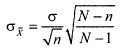 σ_X̄ = σ/√n √((N − n)/(N − 1))